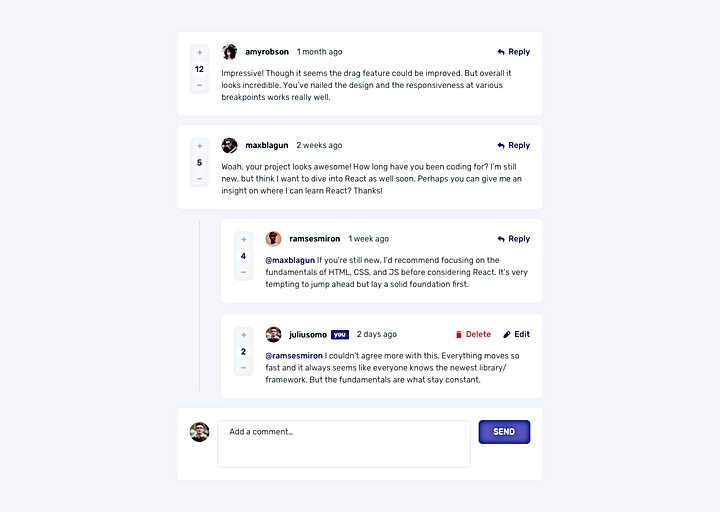 +
12
−
amyrobson 1 month ago Reply
Impressive! Though it seems the drag feature could be improved. But overall it
looks incredible. You've nailed the design and the responsiveness at various
breakpoints works really well.
+
5
−
maxblagun 2 weeks ago Reply
Woah, your project looks awesome! How long have you been coding for? I'm still
new, but think I want to dive into React as well soon. Perhaps you can give me an
insight on where I can learn React? Thanks!
+
4
−
ramsesmiron 1 week ago Reply
@maxblagun If you're still new, I'd recommend focusing on the
fundamentals of HTML, CSS, and JS before considering React. It's very
tempting to jump ahead but lay a solid foundation first.
+
2
−
juliusomo you 2 days ago Delete Edit
@ramsesmiron I couldn't agree more with this. Everything moves so
fast and it always seems like everyone knows the newest library/
framework. But the fundamentals are what stay constant.
Add a comment…
SEND